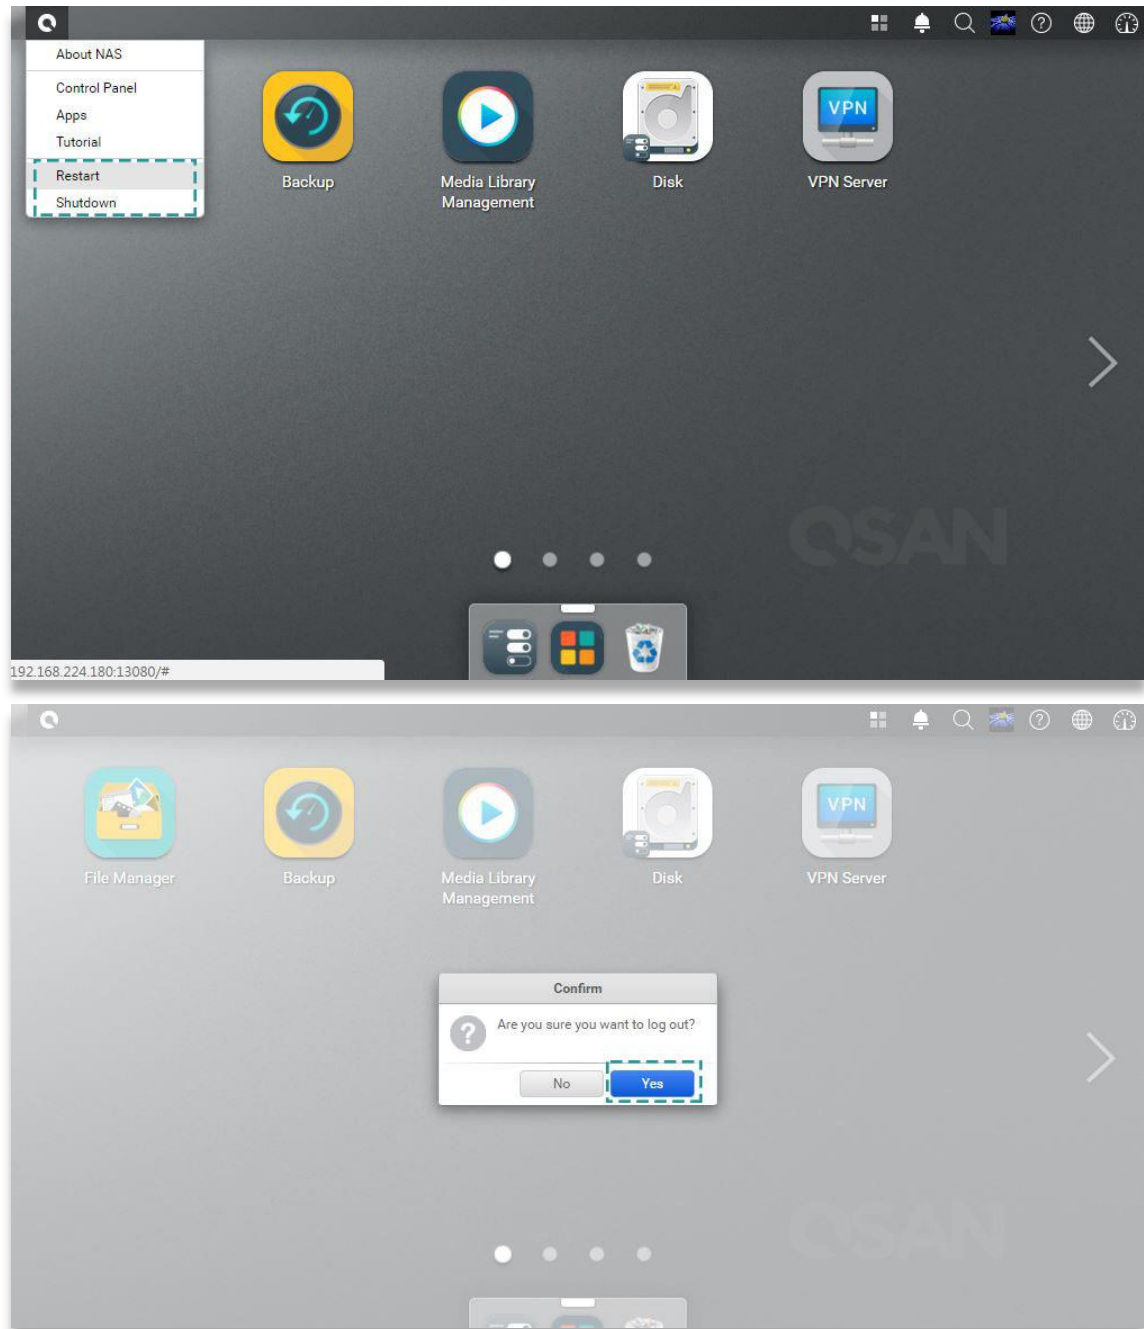 About NAS
Control Panel
Apps
Tutorial
Restart
Shutdown
Backup
Media Library
Management
Disk
VPN
VPN Server
QSAN
192.168.224.180:13080/#
File Manager
Backup
Media Library
Management
Disk
VPN
VPN Server
Confirm
Are you sure you want to log out?
No
Yes
QSAN